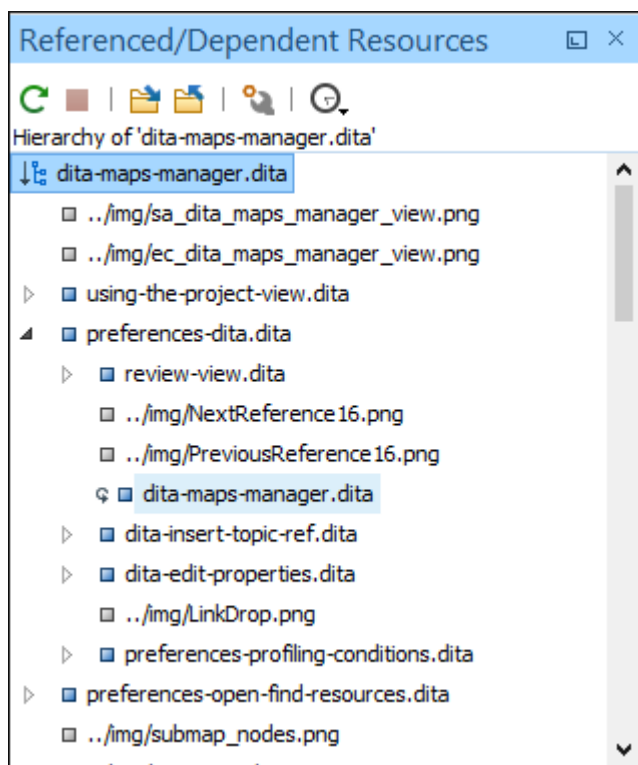 Referenced/Dependent Resources
Hierarchy of 'dita-maps-manager.dita'
dita-maps-manager.dita
../img/sa_dita_maps_manager_view.png
../img/ec_dita_maps_manager_view.png
using-the-project-view.dita
preferences-dita.dita
review-view.dita
../img/NextReference16.png
../img/PreviousReference16.png
dita-maps-manager.dita
dita-insert-topic-ref.dita
dita-edit-properties.dita
../img/LinkDrop.png
preferences-profiling-conditions.dita
preferences-open-find-resources.dita
../img/submap_nodes.png